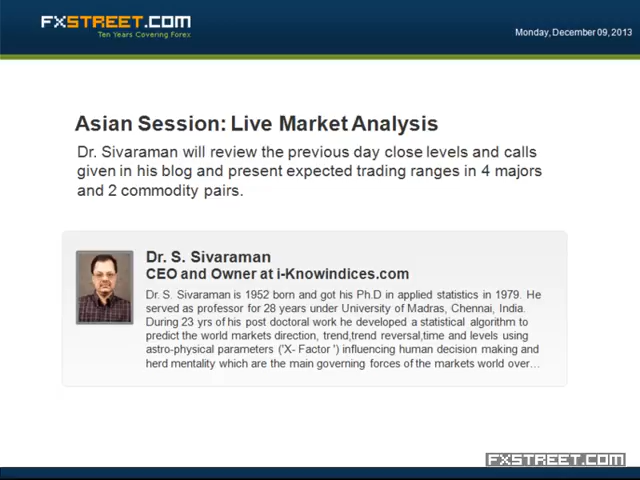 FXSTREET.COM
Ten Years Covering Forex
Monday, December 09, 2013
Asian Session: Live Market Analysis
Dr. Sivaraman will review the previous day close levels and calls
given in his blog and present expected trading ranges in 4 majors
and 2 commodity pairs.
Dr. S. Sivaraman
CEO and Owner at i-Knowindices.com
Dr. S. Sivaraman is 1952 born and got his Ph.D in applied statistics in 1979. He
served as professor for 28 years under University of Madras, Chennai, India.
During 23 yrs of his post doctoral work he developed a statistical algorithm to
predict the world markets direction, trend,trend reversal,time and levels using
astro-physical parameters ('X- Factor ') influencing human decision making and
herd mentality which are the main governing forces of the markets world over...
FXSTREET.COM